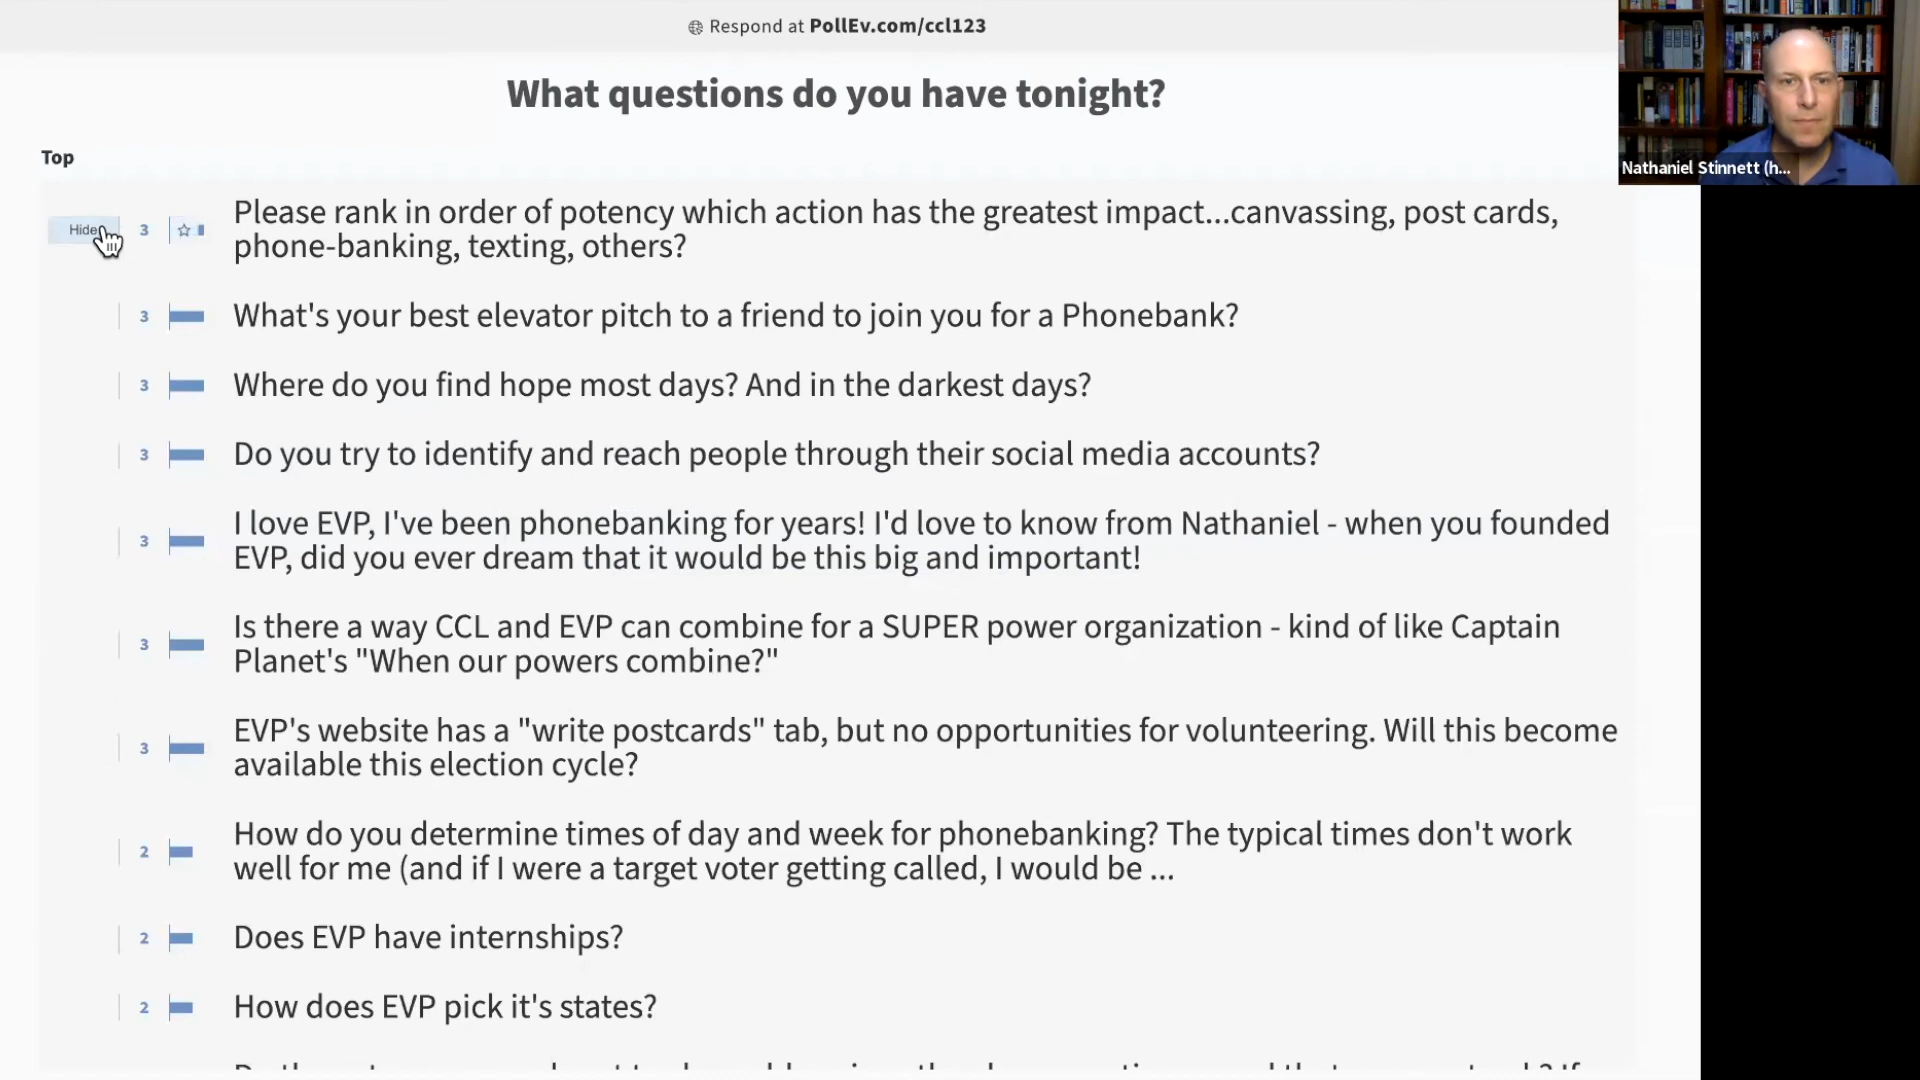 Respond at PollEv.com/ccl123
What questions do you have tonight?
Nathaniel Stinnett (h...
Top
Hide
3
Please rank in order of potency which action has the greatest impact...canvassing, post cards,
phone-banking, texting, others?
3
What's your best elevator pitch to a friend to join you for a Phonebank?
3
Where do you find hope most days? And in the darkest days?
3
Do you try to identify and reach people through their social media accounts?
3
I love EVP, I've been phonebanking for years! I'd love to know from Nathaniel - when you founded
EVP, did you ever dream that it would be this big and important!
3
Is there a way CCL and EVP can combine for a SUPER power organization - kind of like Captain
Planet's "When our powers combine?"
3
EVP's website has a "write postcards" tab, but no opportunities for volunteering. Will this become
available this election cycle?
2
How do you determine times of day and week for phonebanking? The typical times don't work
well for me (and if I were a target voter getting called, I would be ...
2
Does EVP have internships?
2
How does EVP pick it's states?